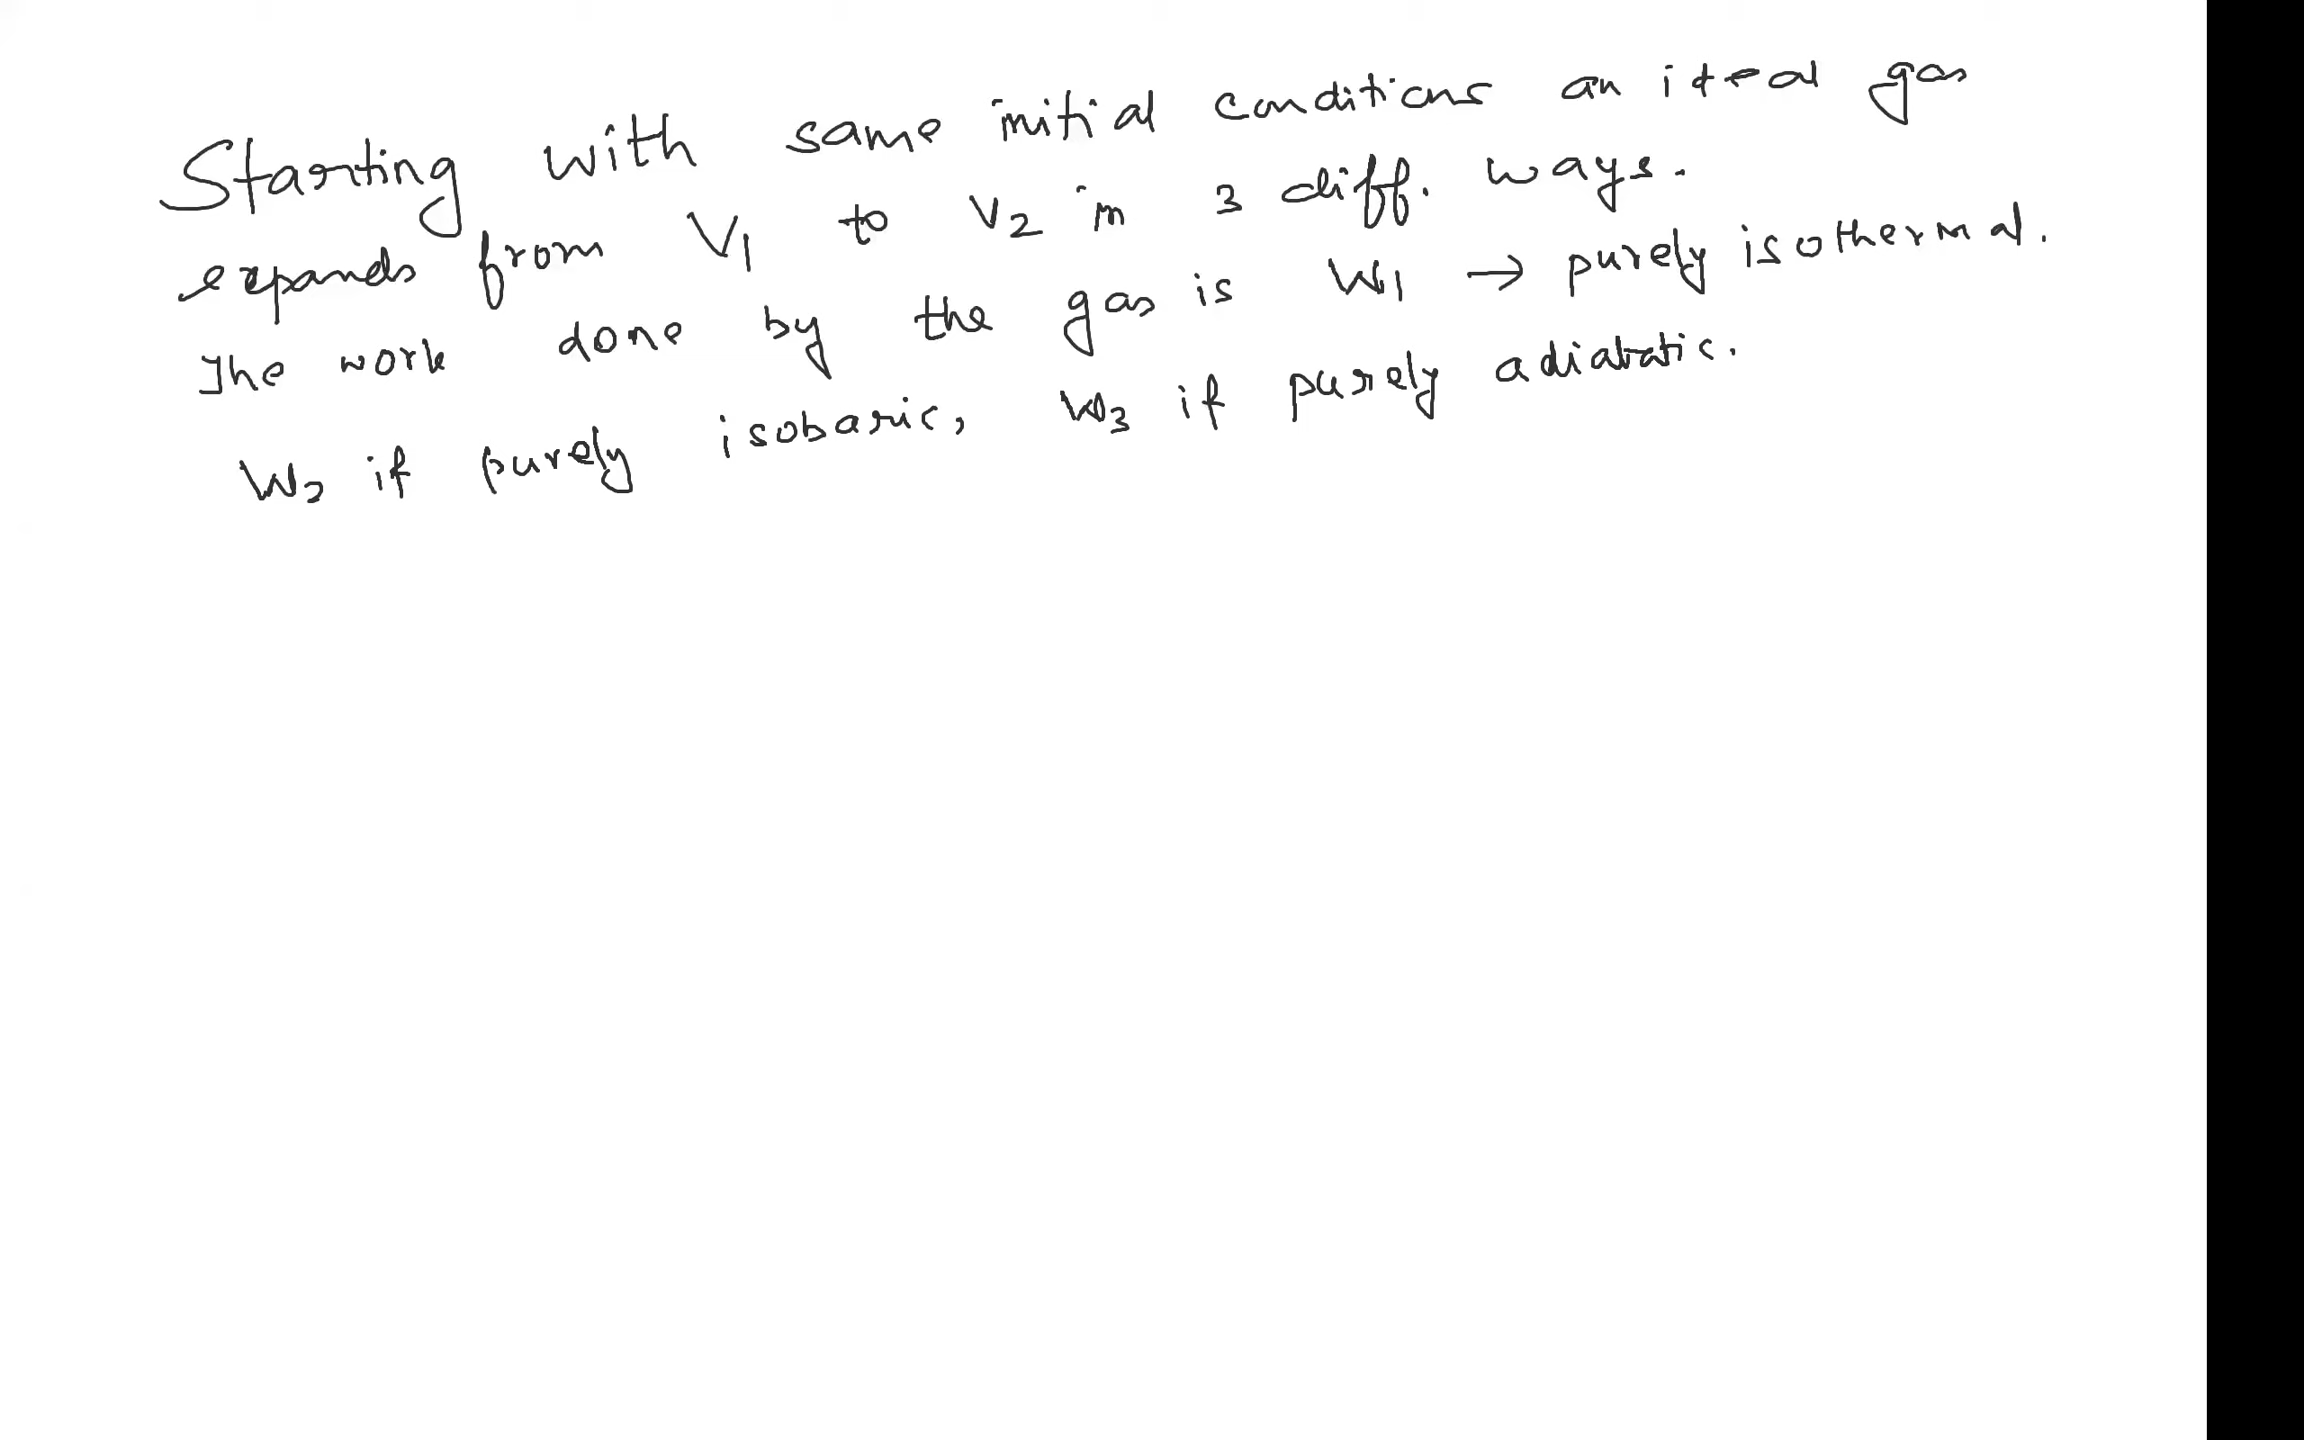 Starting with same initial conditions an ideal gas
expands from V1 to V2 in 3 diff. ways.
The work done by the gas is W1 → purely isothermal.
W2 if purely isobaric, W3 if purely adiabatic.